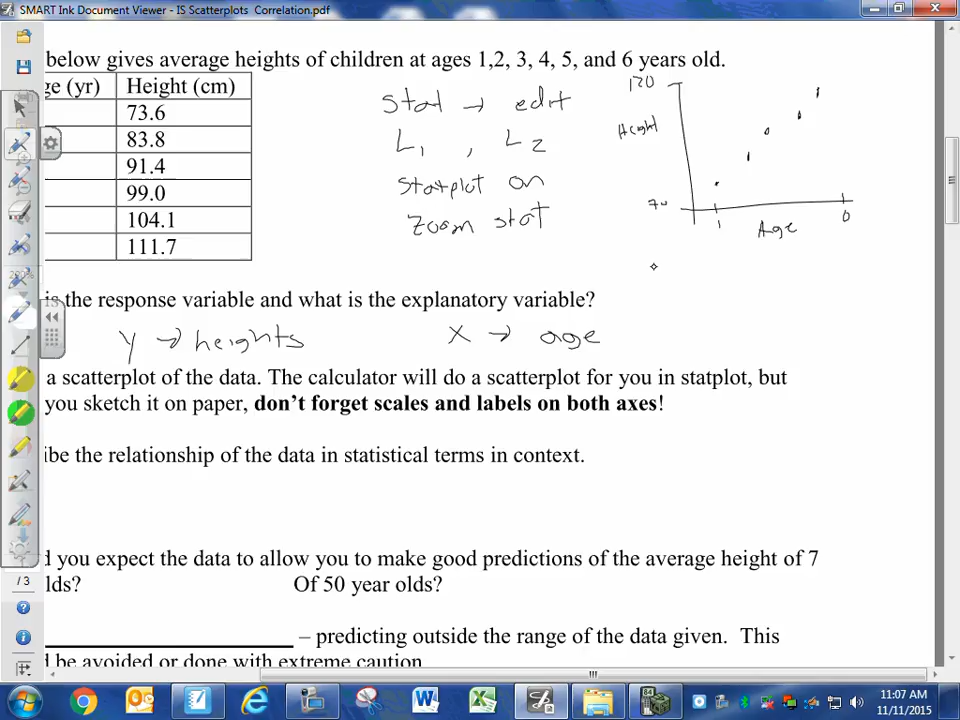 SMART Ink Document Viewer - IS Scatterplots Correlation.pdf
below gives average heights of children at ages 1,2, 3, 4, 5, and 6 years old.
ge (yr) Height (cm)
73.6
83.8
91.4
99.0
104.1
111.7
Stat → edit
L1 , L2
Statplot on
Zoom stat
120
Height
70
1
Age
0
is the response variable and what is the explanatory variable?
Y → heights X → age
a scatterplot of the data. The calculator will do a scatterplot for you in statplot, but
you sketch it on paper, don't forget scales and labels on both axes!
ibe the relationship of the data in statistical terms in context.
d you expect the data to allow you to make good predictions of the average height of 7
lds? Of 50 year olds?
– predicting outside the range of the data given. This
d be avoided or done with extreme caution
/ 3
11:07 AM
11/11/2015